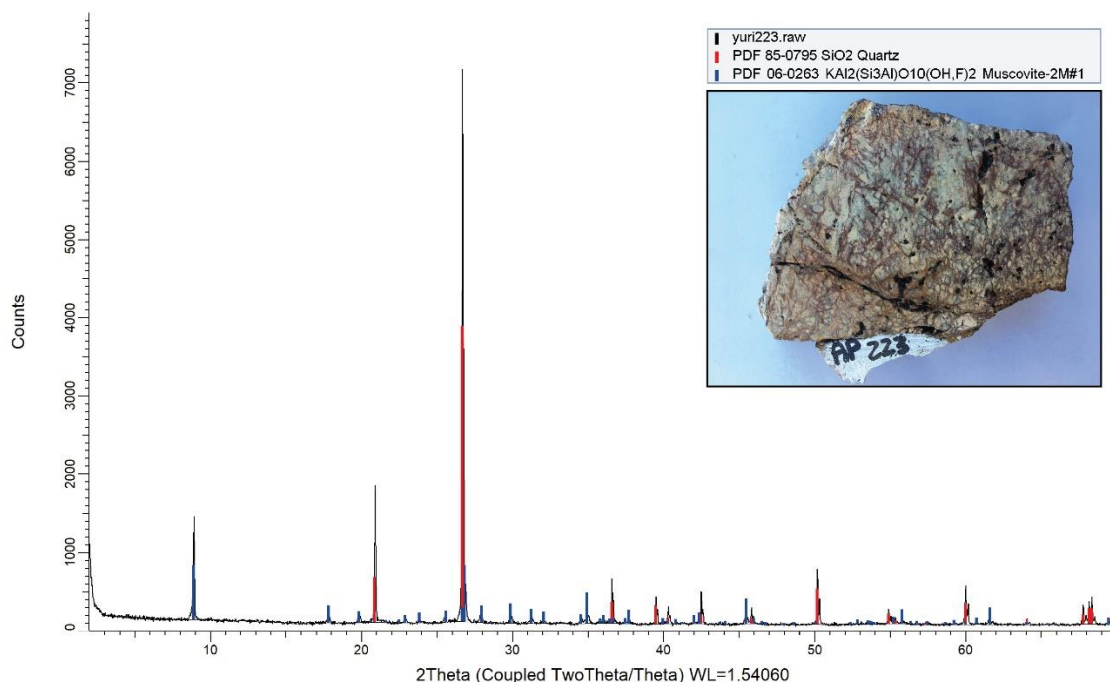 yuri223.raw
PDF 85-0795 SiO2 Quartz
PDF 06-0263 KAl2(Si3Al)O10(OH,F)2 Muscovite-2M#1
AP 223
Counts
7000
6000
5000
4000
3000
2000
1000
0
10 20 30 40 50 60
2Theta (Coupled TwoTheta/Theta) WL=1.54060